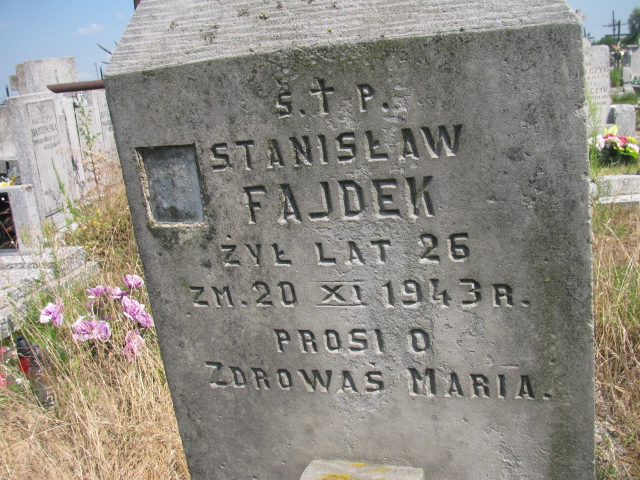 Ś. † P.
STANISŁAW
FAJDEK
ŻYŁ LAT 26
ZM. 20 XI 1943 R.
PROSI O
ZDROWAŚ MARIA.